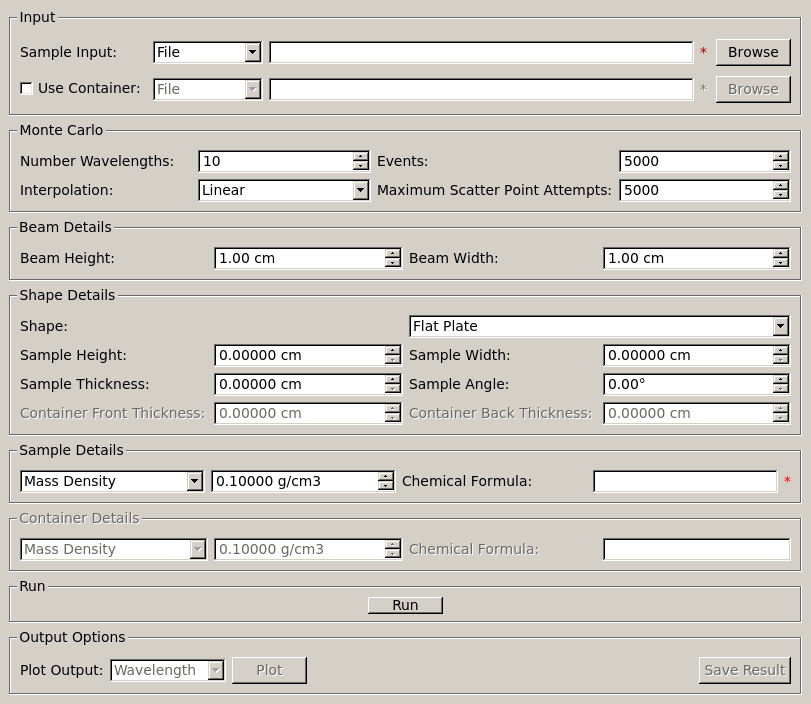 Input
Sample Input: File * Browse
Use Container: File * Browse
Monte Carlo
Number Wavelengths: 10 Events: 5000
Interpolation: Linear Maximum Scatter Point Attempts: 5000
Beam Details
Beam Height: 1.00 cm Beam Width: 1.00 cm
Shape Details
Shape: Flat Plate
Sample Height: 0.00000 cm Sample Width: 0.00000 cm
Sample Thickness: 0.00000 cm Sample Angle: 0.00°
Container Front Thickness: 0.00000 cm Container Back Thickness: 0.00000 cm
Sample Details
Mass Density 0.10000 g/cm3 Chemical Formula: *
Container Details
Mass Density 0.10000 g/cm3 Chemical Formula:
Run
Run
Output Options
Plot Output: Wavelength Plot Save Result